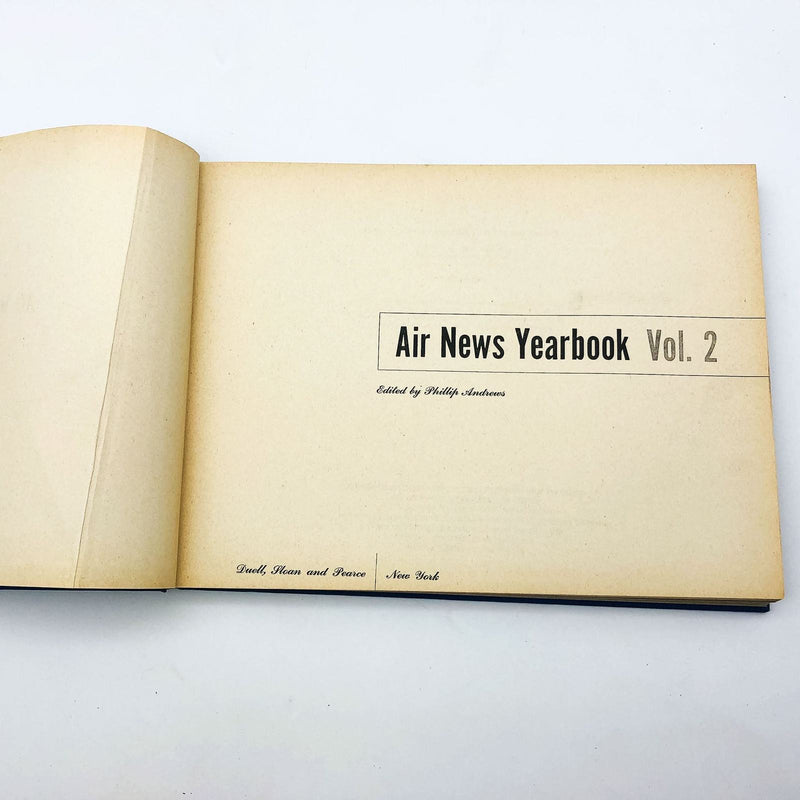 Air News Yearbook Vol. 2
Edited by Phillip Andrews
Duell, Sloan and Pearce New York